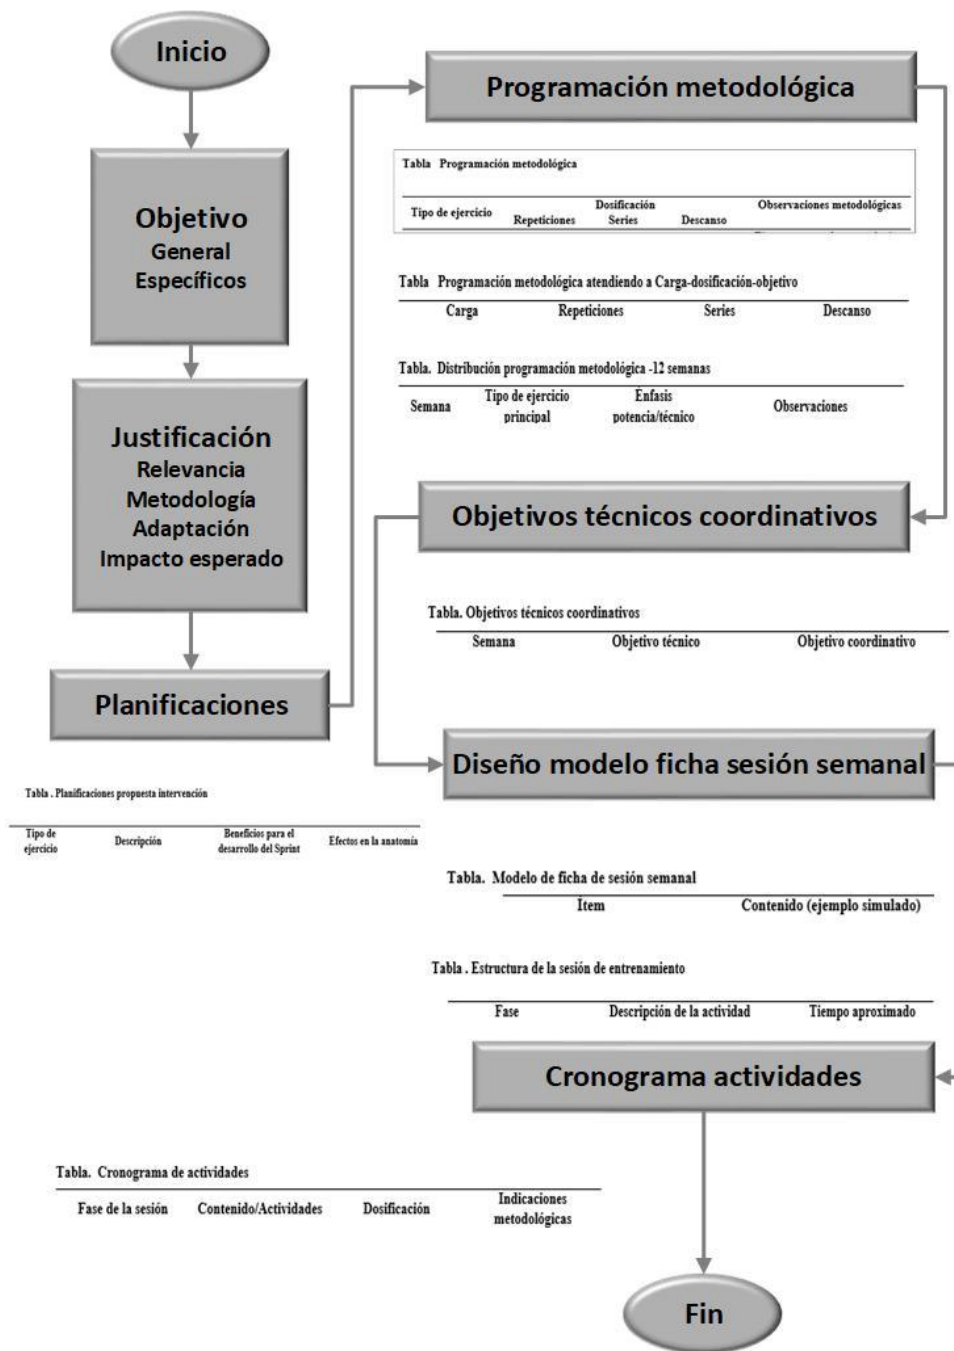 Inicio
Objetivo
General
Específicos
Justificación
Relevancia
Metodología
Adaptación
Impacto esperado
Planificaciones
Tabla . Planificaciones propuesta intervención
Tipo de ejercicio Descripción Beneficios para el desarrollo del Sprint Efectos en la anatomía
Programación metodológica
Tabla Programación metodológica
Tipo de ejercicio Dosificación Observaciones metodológicas
Repeticiones Series Descanso
Tabla Programación metodológica atendiendo a Carga-dosificación-objetivo
Carga Repeticiones Series Descanso
Tabla. Distribución programación metodológica -12 semanas
Semana Tipo de ejercicio principal Énfasis potencia/técnico Observaciones
Objetivos técnicos coordinativos
Tabla. Objetivos técnicos coordinativos
Semana Objetivo técnico Objetivo coordinativo
Diseño modelo ficha sesión semanal
Tabla. Modelo de ficha de sesión semanal
Ítem Contenido (ejemplo simulado)
Tabla . Estructura de la sesión de entrenamiento
Fase Descripción de la actividad Tiempo aproximado
Cronograma actividades
Tabla. Cronograma de actividades
Fase de la sesión Contenido/Actividades Dosificación Indicaciones metodológicas
Fin